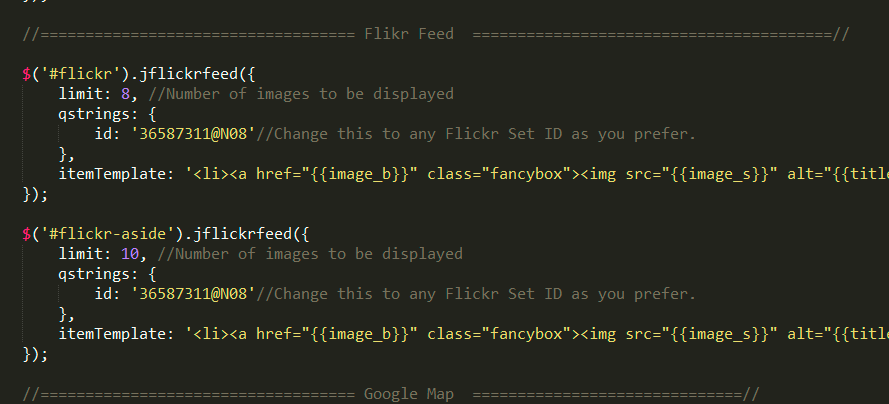 });
//=================================== Flikr Feed  ========================================//
$('#flickr').jflickrfeed({
limit: 8, //Number of images to be displayed
qstrings: {
id: '36587311@N08'//Change this to any Flickr Set ID as you prefer.
},
itemTemplate: '<li><a href="{{image_b}}" class="fancybox"><img src="{{image_s}}" alt="{{title
});
$('#flickr-aside').jflickrfeed({
limit: 10, //Number of images to be displayed
qstrings: {
id: '36587311@N08'//Change this to any Flickr Set ID as you prefer.
},
itemTemplate: '<li><a href="{{image_b}}" class="fancybox"><img src="{{image_s}}" alt="{{title
});
//=================================== Google Map  ==============================//